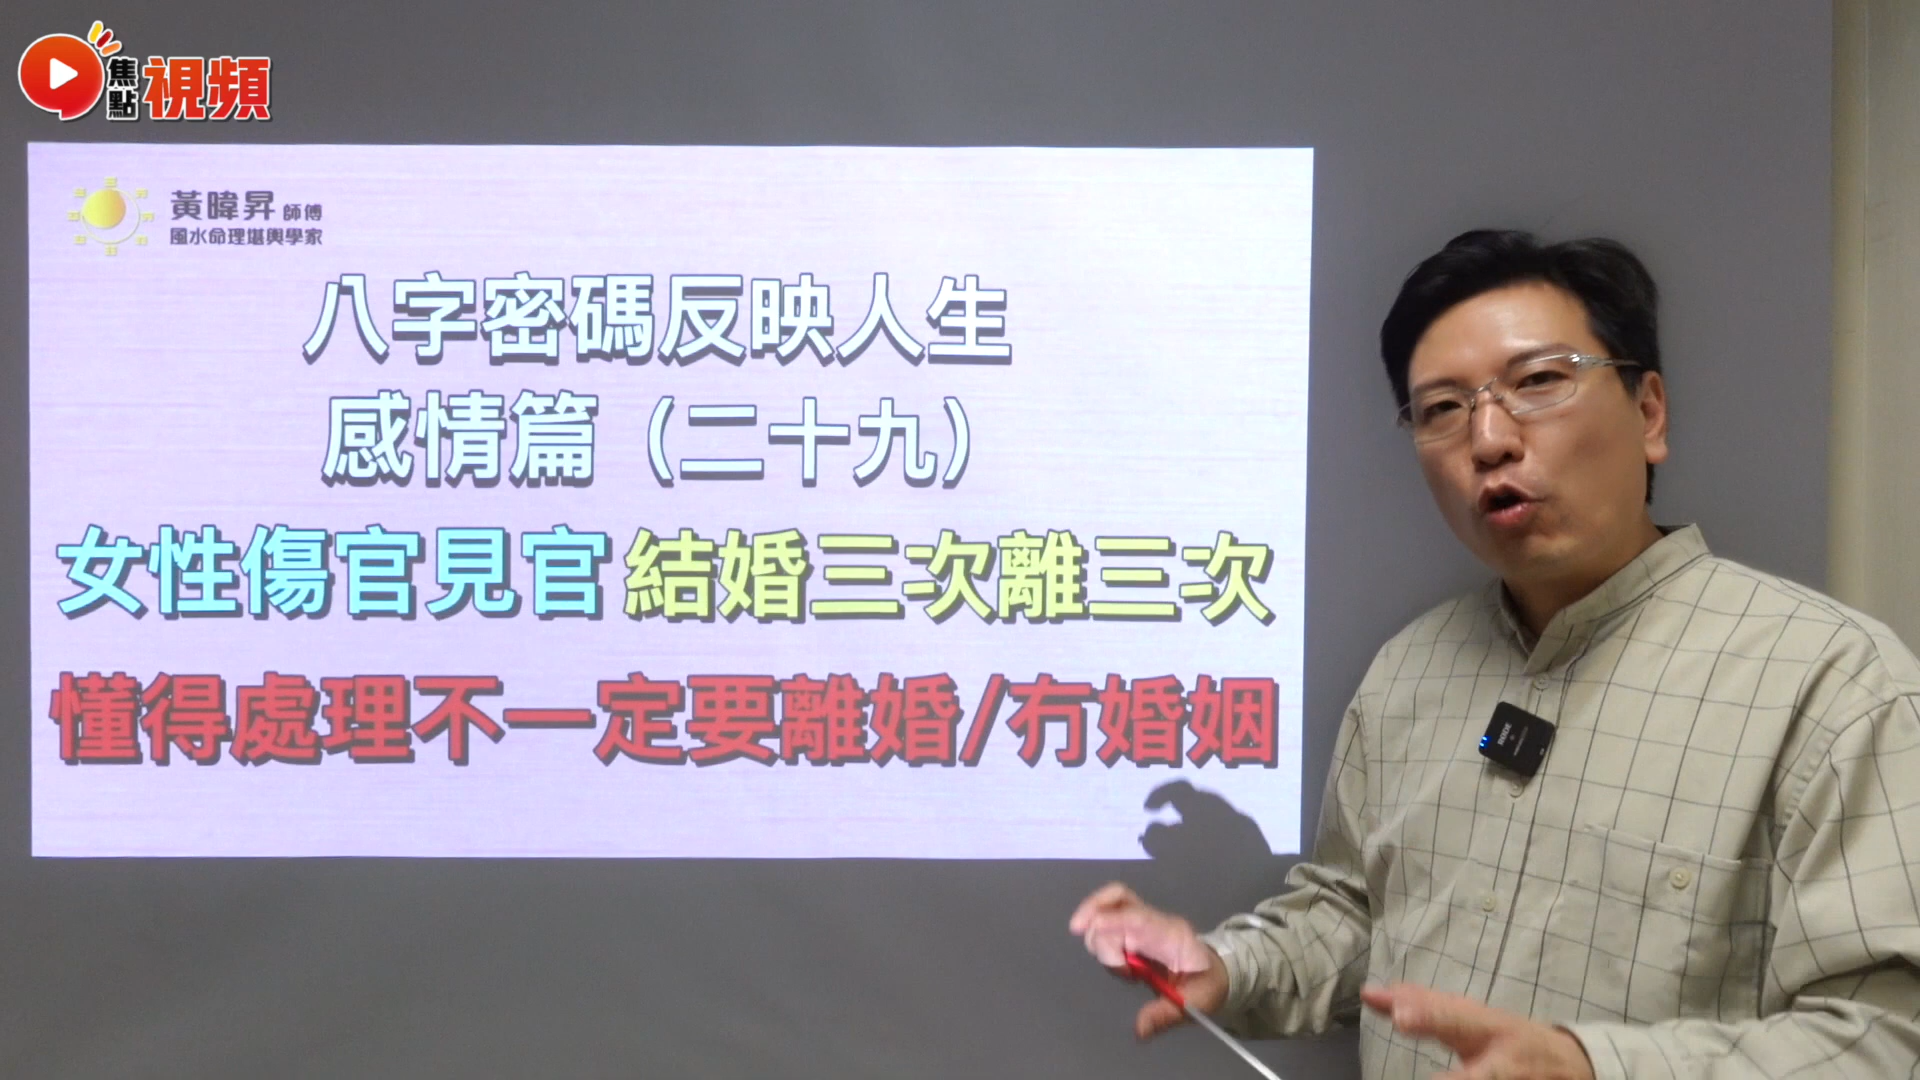 焦點視頻
黃暐昇 師傅
風水命理堪輿學家
八字密碼反映人生
感情篇（二十九）
女性傷官見官 結婚三次離三次
懂得處理不一定要離婚/冇婚姻
RODE